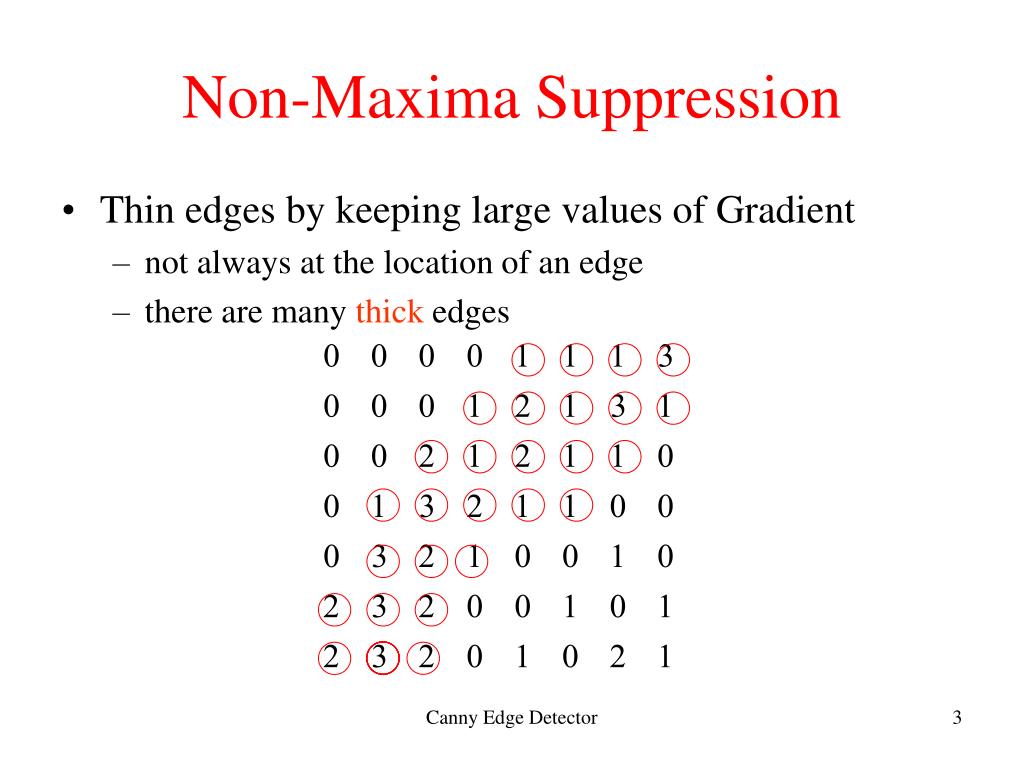 Non-Maxima Suppression
• Thin edges by keeping large values of Gradient
– not always at the location of an edge
– there are many thick edges
0 0 0 0 1 1 1 3
0 0 0 1 2 1 3 1
0 0 2 1 2 1 1 0
0 1 3 2 1 1 0 0
0 3 2 1 0 0 1 0
2 3 2 0 0 1 0 1
2 3 2 0 1 0 2 1
Canny Edge Detector 3